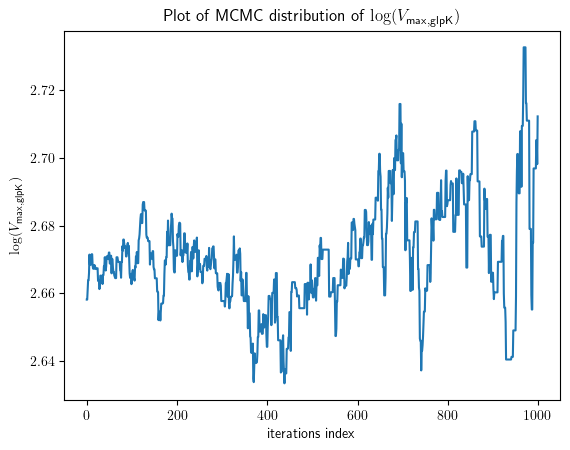 Plot of MCMC distribution of log(V_max,glpK)
log(V_max,glpK)
2.72
2.70
2.68
2.66
2.64
0 200 400 600 800 1000
iterations index